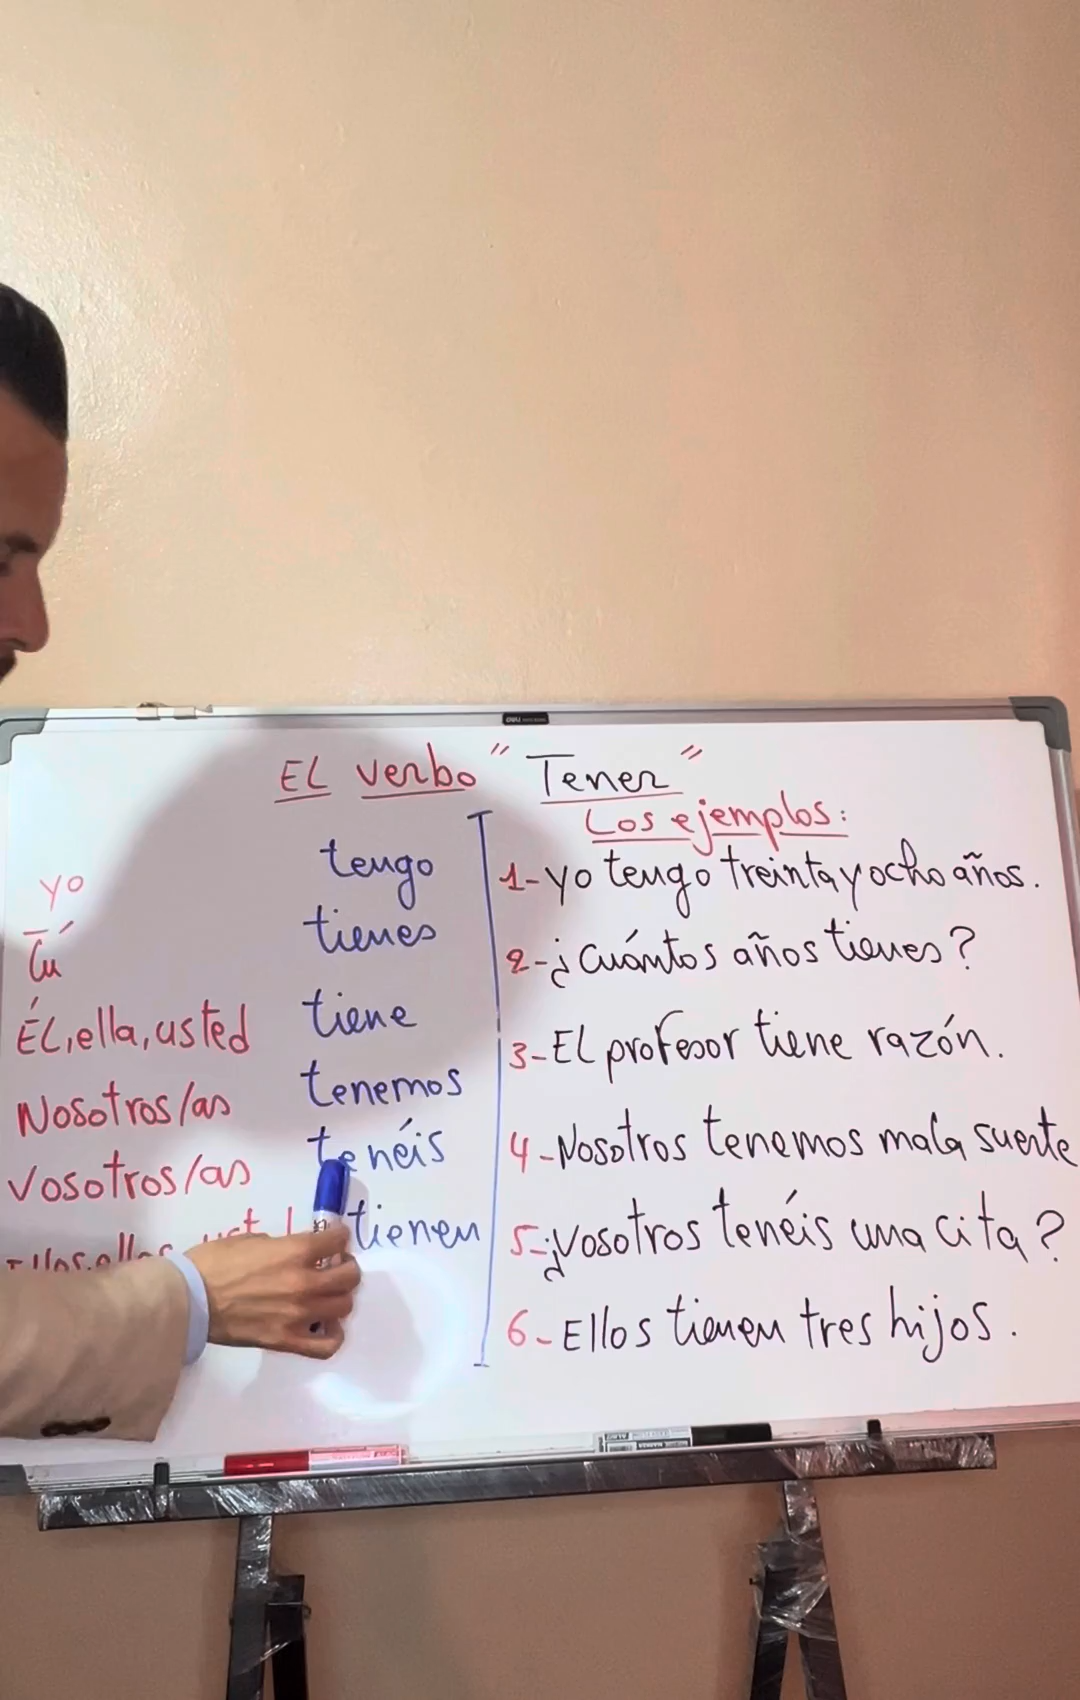 EL verbo "Tener"
yo tengo
Tú tienes
ÉL, ella, usted tiene
Nosotros/as tenemos
Vosotros/as tenéis
tienen
Los ejemplos:
1- yo tengo treinta y ocho años.
2- ¿Cuántos años tienes?
3- EL profesor tiene razón.
4- Nosotros tenemos mala suerte
5- ¿Vosotros tenéis una cita?
6- Ellos tienen tres hijos.